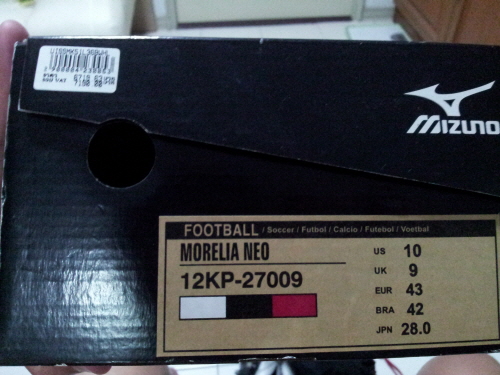 MIZUNO
FOOTBALL / Soccer / Futbol / Calcio / Futebol / Voetbal
MORELIA NEO
12KP-27009
US 10
UK 9
EUR 43
BRA 42
JPN 28.0